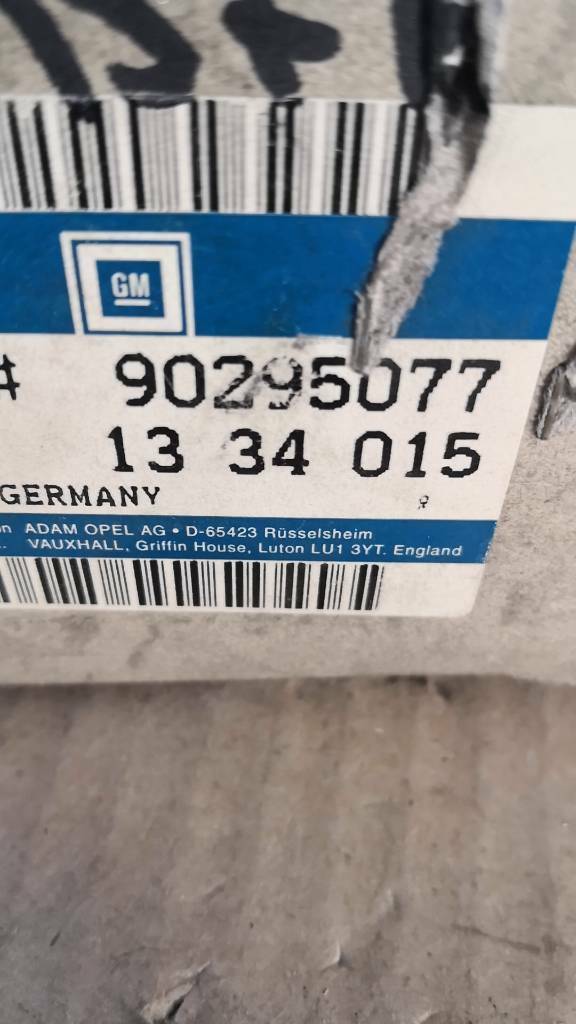 GM
# 90295077
13 34 015
GERMANY
ADAM OPEL AG • D-65423 Rüsselsheim
VAUXHALL, Griffin House, Luton LU1 3YT. England